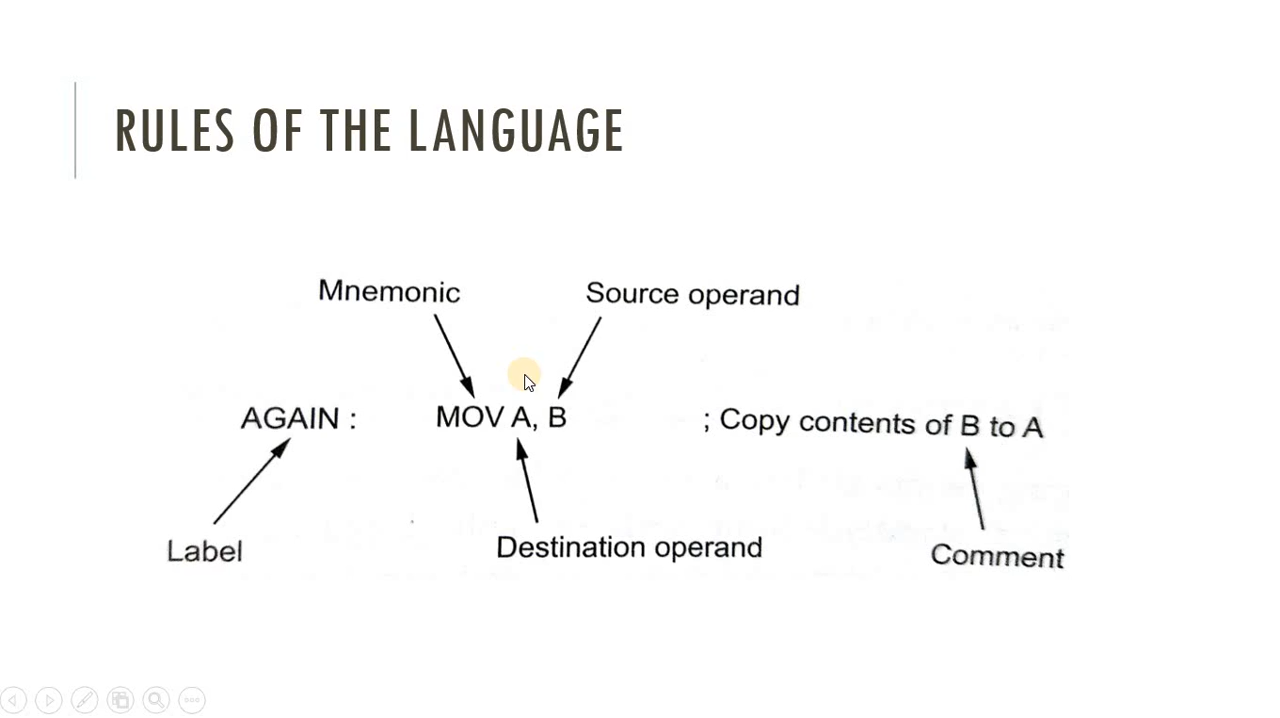 RULES OF THE LANGUAGE
Mnemonic Source operand
AGAIN : MOV A, B ; Copy contents of B to A
Label Destination operand Comment